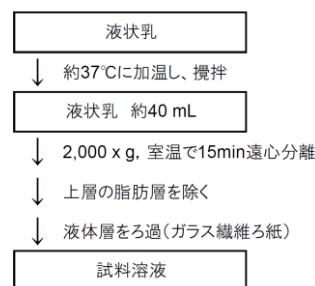 液状乳
約37℃に加温し、攪拌
液状乳 約40 mL
2,000 x g, 室温で15min遠心分離
上層の脂肪層を除く
液体層をろ過(ガラス繊維ろ紙)
試料溶液